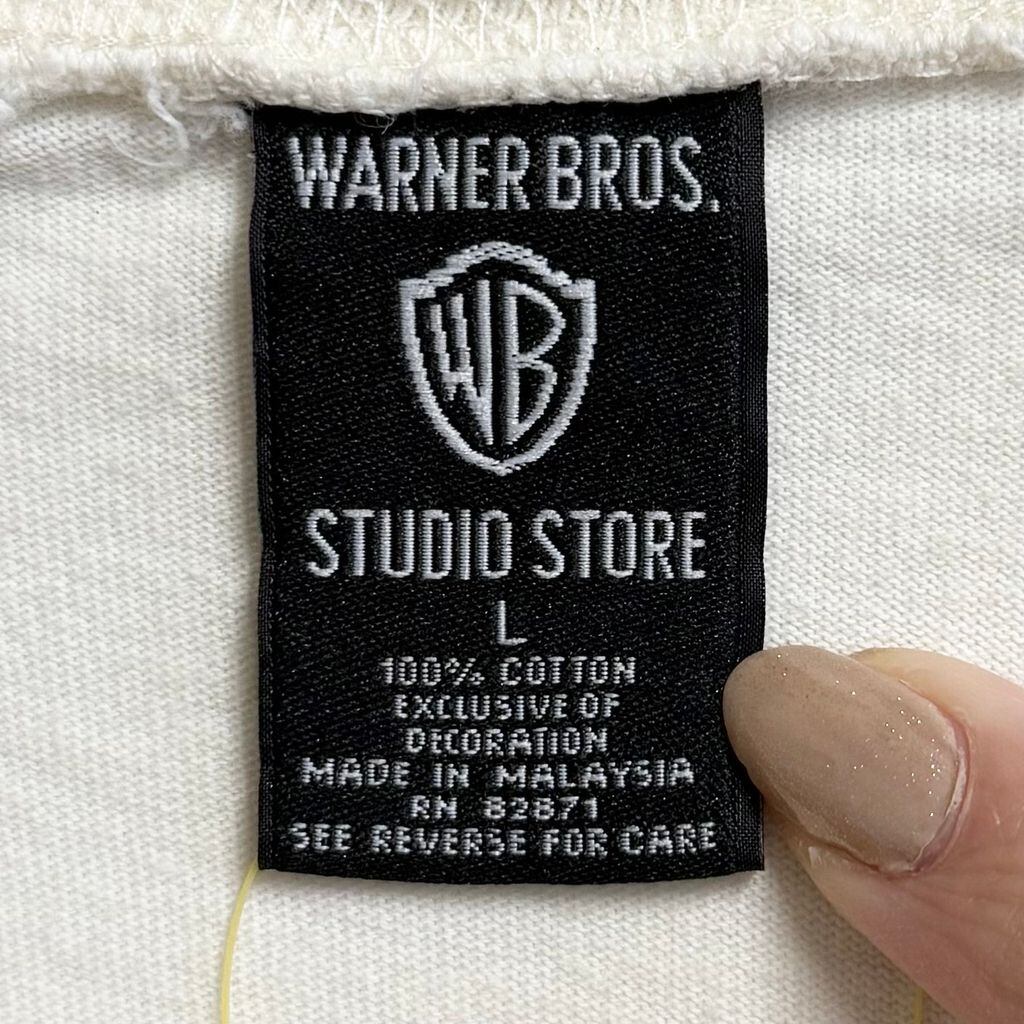 WARNER BROS.
WB
STUDIO STORE
L
100% COTTON
EXCLUSIVE OF
DECORATION
MADE IN MALAYSIA
RN 82871
SEE REVERSE FOR CARE